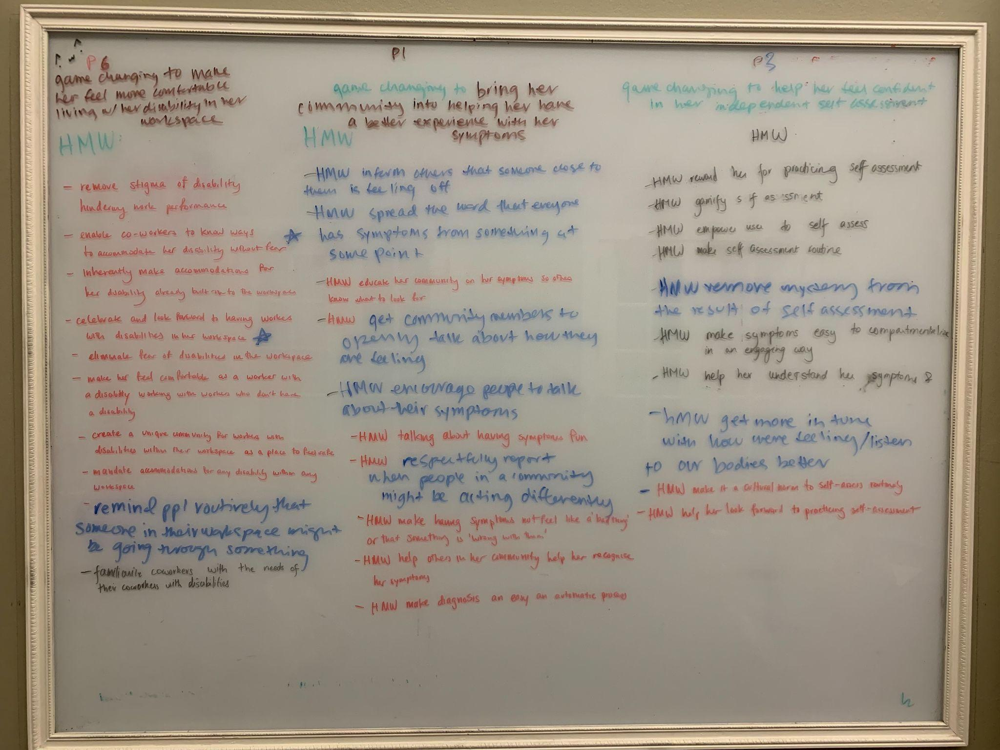 P6
game changing to make
her feel more comfortable
living w/ her disability in her
workspace
HMW:
- remove stigma of disability
hindering work performance
- enable co-workers to know ways
to accommodate her disability without fear
- Inherently make accommodations for
her disability already built-in to the workspace
- celebrate and look forward to having workers
with disabilities in her workspace
- eliminate fear of disabilities in the workspace
- make her feel comfortable as a worker with
a disability working with workers who don't have
a disability
- create a unique community for workers with
disabilities within their workspace as a place to feel safe
- mandate accommodations for any disability within any
workspace
- remind ppl routinely that
someone in their workspace might
be going through something
- familiarize coworkers with the needs of
their coworkers with disabilities
P1
game changing to bring her
community into helping her have
a better experience with her
symptoms
HMW
- HMW inform others that someone close to
them is feeling off
- HMW spread the word that everyone
has symptoms from something at
some point
- HMW educate her community on her symptoms so others
know what to look for
- HMW get community members to
openly talk about how they
are feeling
- HMW encourage people to talk
about their symptoms
- HMW talking about having symptoms fun
- HMW respectfully report
when people in a community
might be acting differently
- HMW make having symptoms not feel like a 'bad thing'
or that something is 'wrong with them'
- HMW help others in her community help her recognize
her symptoms
- HMW make diagnosis an easy an automatic process
P3
game changing to help her feel confident
in her independent self assessment
HMW
- HMW reward her for practicing self assessment
- HMW gamify s f assessment
- HMW empower user to self assess
- HMW make self assessment routine
- HMW remove mystery from
the result of self assessment
- HMW make symptoms easy to compartmentalize
in an engaging way
- HMW help her understand her symptoms &
- HMW get more in tune
with how were feeling/listen
to our bodies better
- HMW make it a cultural norm to self-assess routinely
- HMW help her look forward to practicing self-assessment